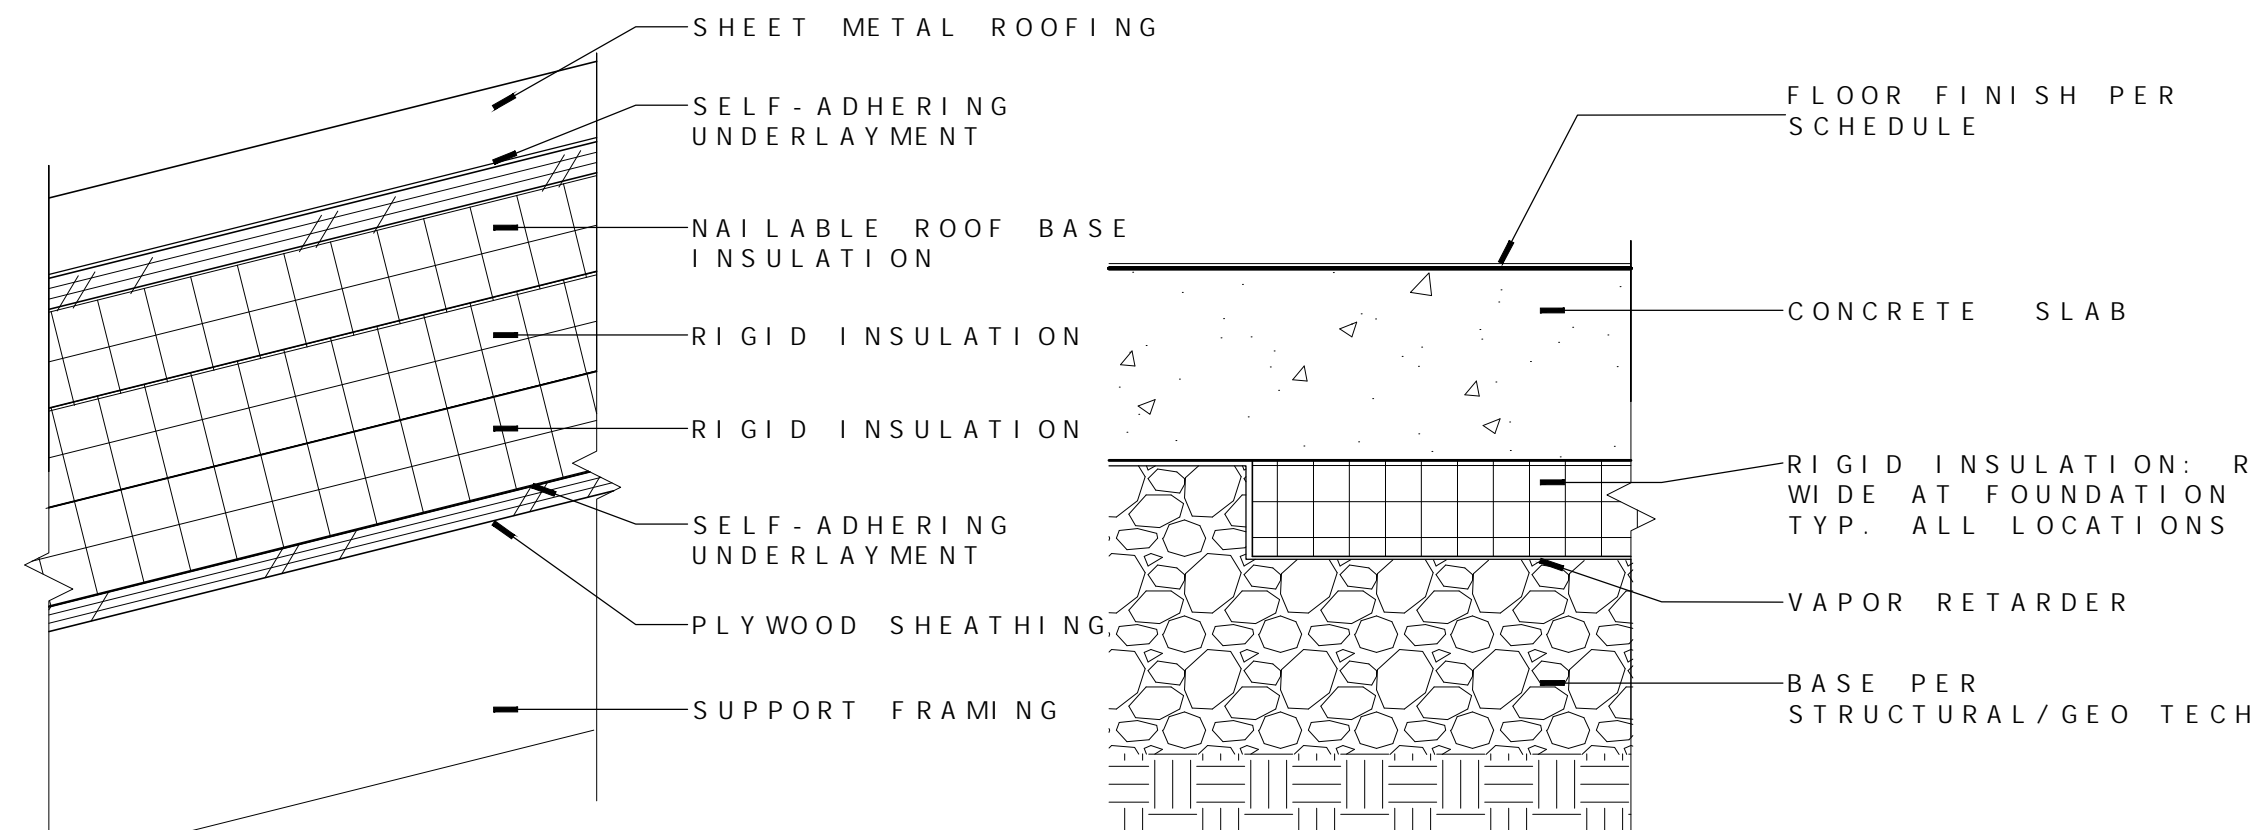 SHEET METAL ROOFING
SELF-ADHERING
UNDERLAYMENT
NAILABLE ROOF BASE
INSULATION
RIGID INSULATION
RIGID INSULATION
SELF-ADHERING
UNDERLAYMENT
PLYWOOD SHEATHING
SUPPORT FRAMING
FLOOR FINISH PER
SCHEDULE
CONCRETE SLAB
RIGID INSULATION: R
WIDE AT FOUNDATION
TYP. ALL LOCATIONS
VAPOR RETARDER
BASE PER
STRUCTURAL/GEO TECH